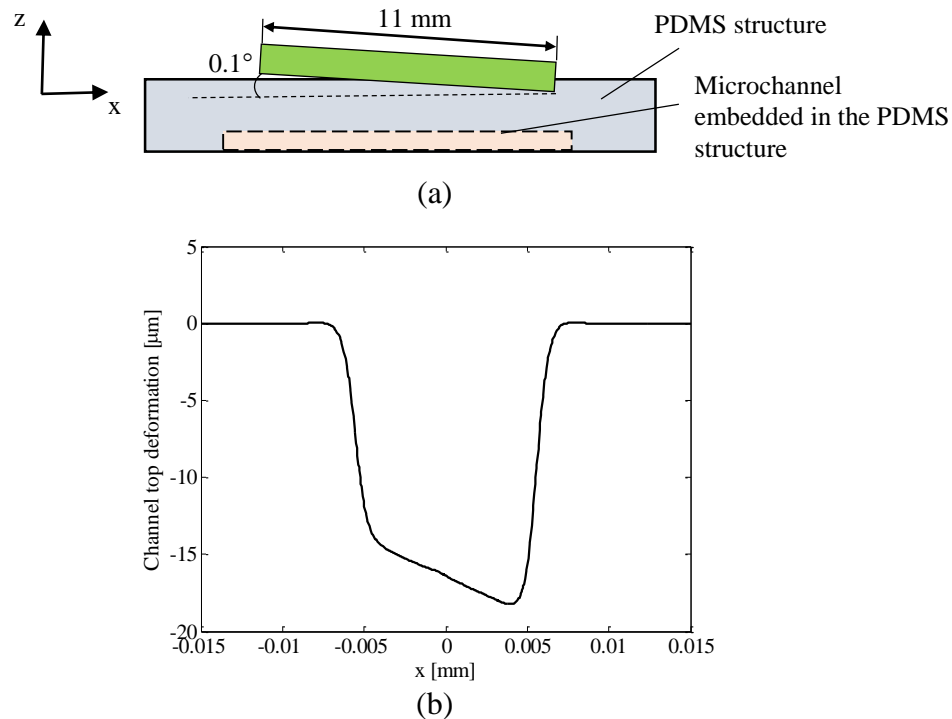 z
x
11 mm
0.1°
PDMS structure
Microchannel
embedded in the PDMS
structure
(a)
5
0
-5
-10
-15
-20
Channel top deformation [μm]
-0.015
-0.01
-0.005
0
0.005
0.01
0.015
x [mm]
(b)